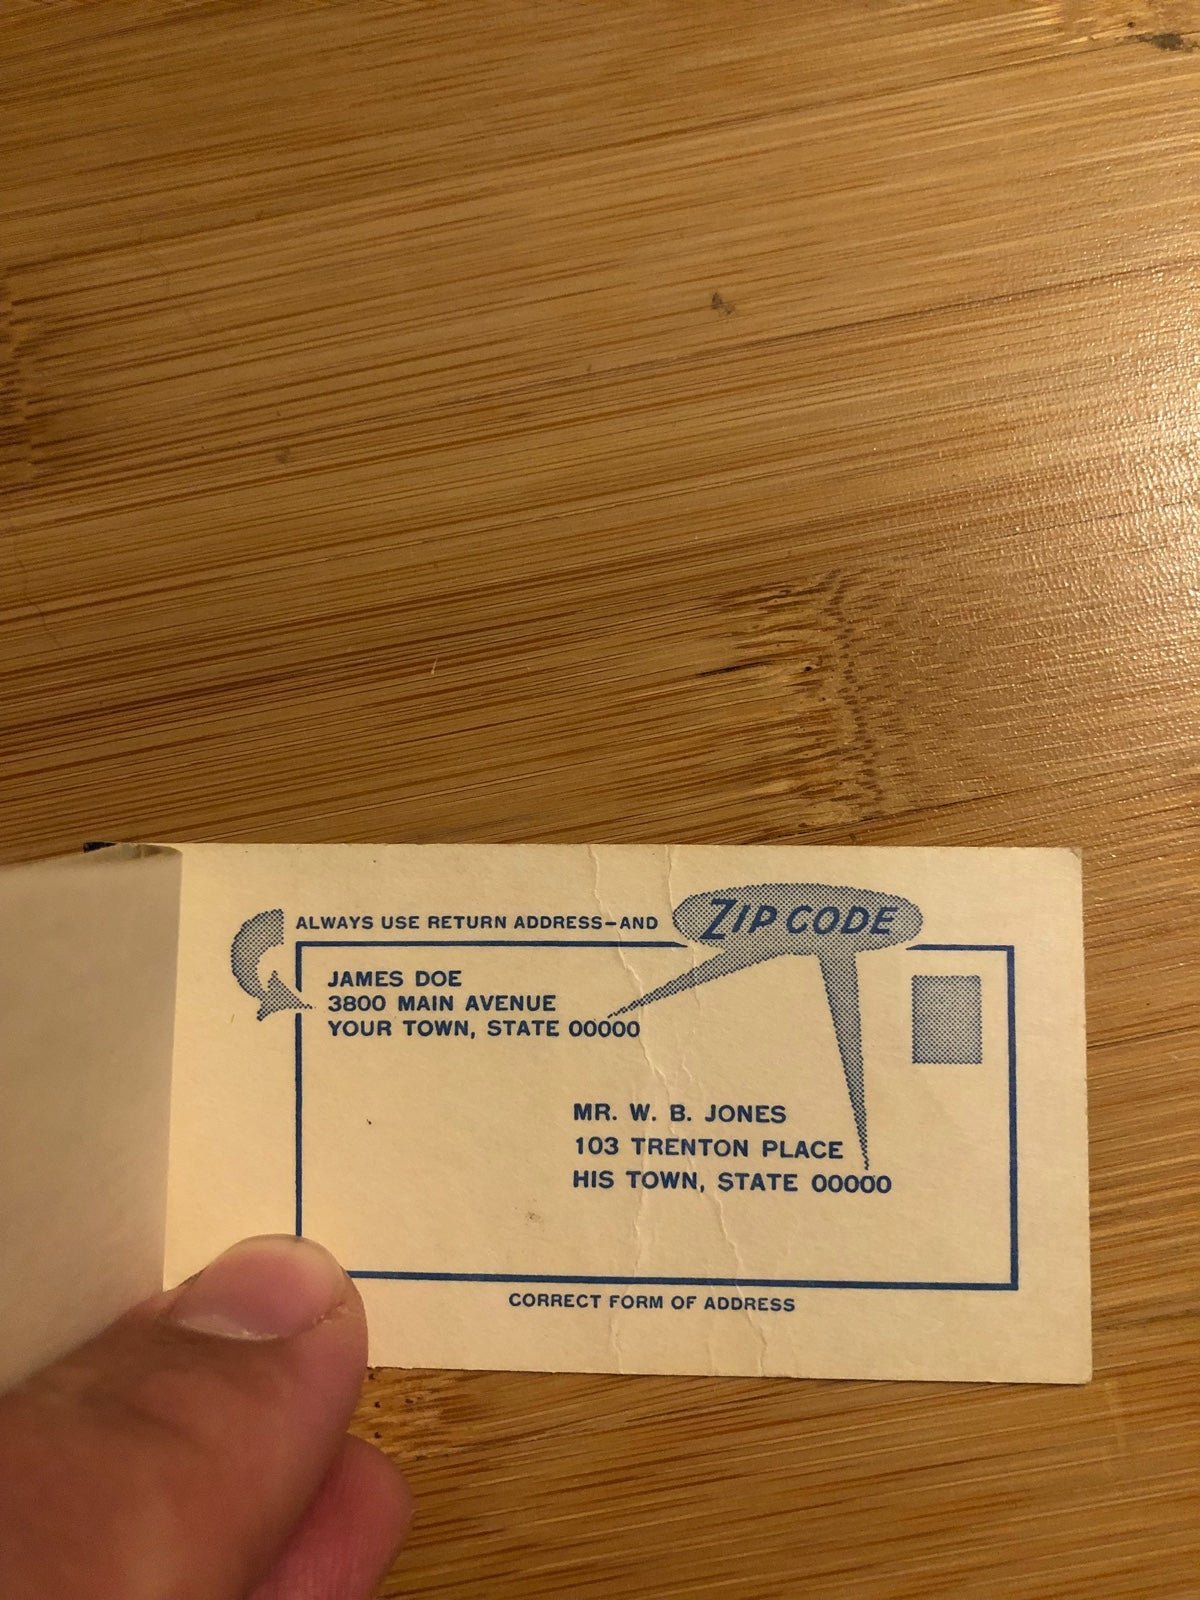 ALWAYS USE RETURN ADDRESS—AND ZIP CODE
JAMES DOE
3800 MAIN AVENUE
YOUR TOWN, STATE 00000
MR. W. B. JONES
103 TRENTON PLACE
HIS TOWN, STATE 00000
CORRECT FORM OF ADDRESS